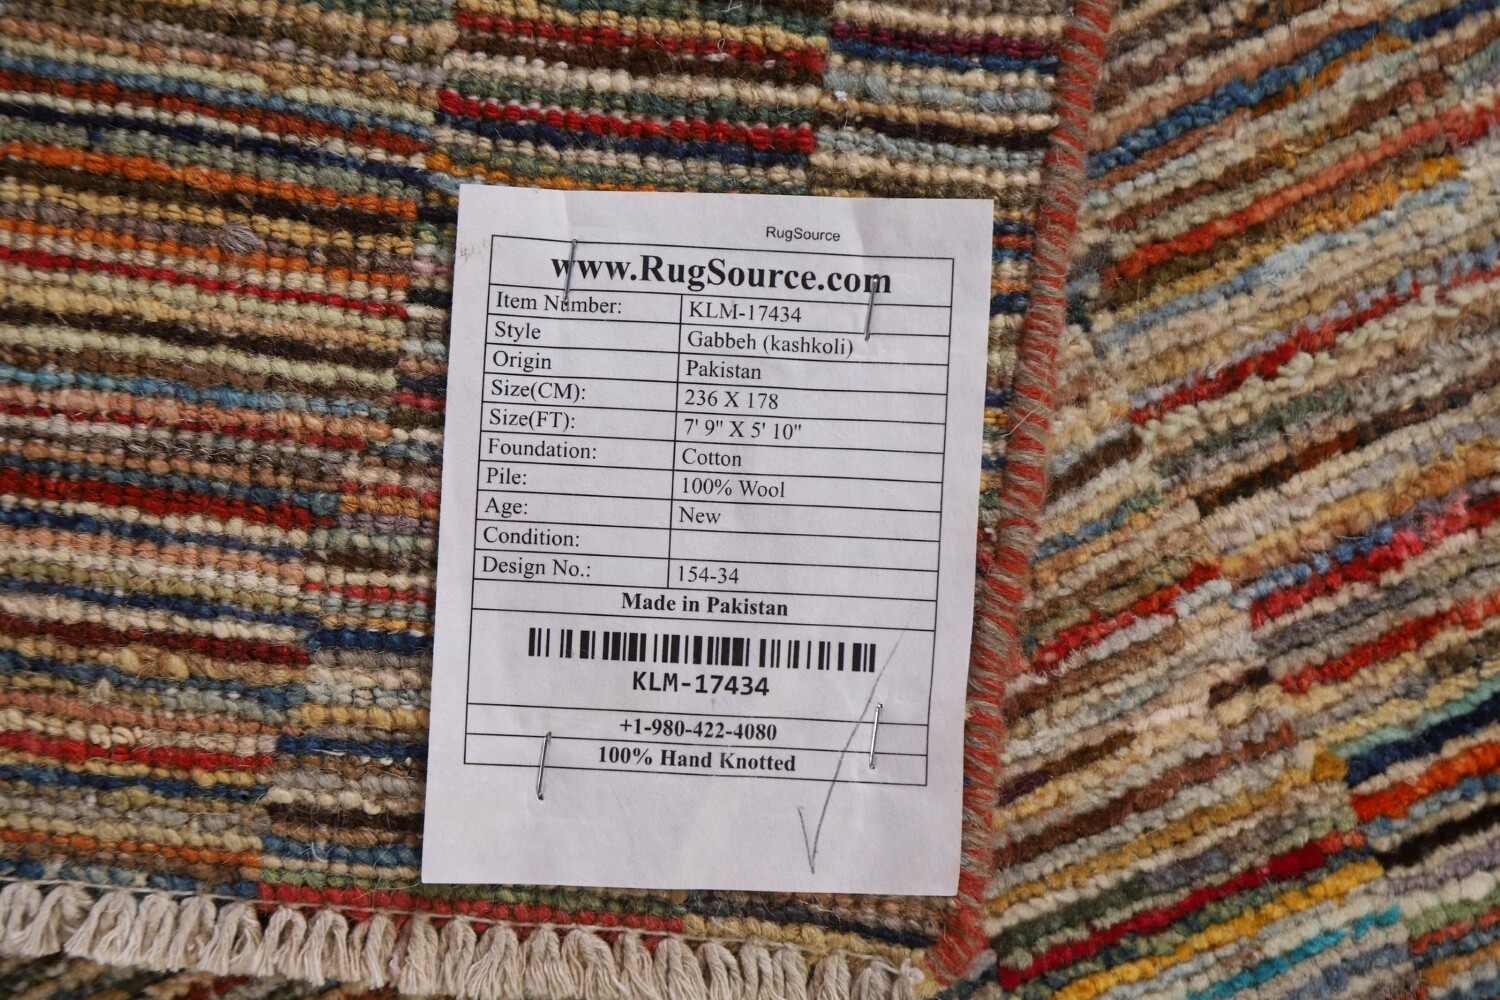 RugSource
www.RugSource.com
Item Number: KLM-17434
Style Gabbeh (kashkoli)
Origin Pakistan
Size(CM): 236 X 178
Size(FT): 7' 9" X 5' 10"
Foundation: Cotton
Pile: 100% Wool
Age: New
Condition:
Design No.: 154-34
Made in Pakistan
KLM-17434
+1-980-422-4080
100% Hand Knotted